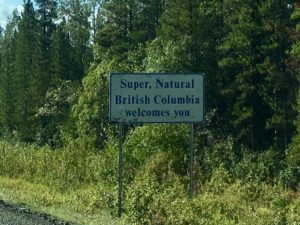 Super, Natural
British Columbia
welcomes you